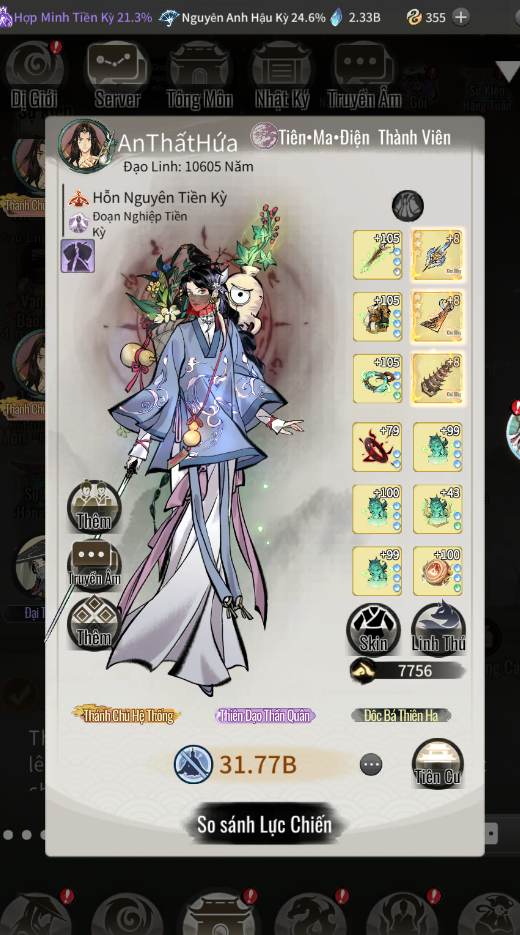 Hợp Minh Tiền Kỳ 21.3%
Nguyên Anh Hậu Kỳ 24.6%
2.33B
355
Dị Giới
Server
Tông Môn
Nhật Ký
Truyền Âm
AnThấtHứa
Tiên•Ma•Điện Thành Viên
Đạo Linh: 10605 Năm
Hỗn Nguyên Tiền Kỳ
Đoạn Nghiệp Tiền
Kỳ
+105
+8
+105
+8
+105
+8
+79
+99
+100
+43
+99
+100
Thêm
Truyền Âm
Thêm
Skin
Linh Thú
7756
Thánh Chủ Hệ Thống
Thiên Đạo Thần Quân
Độc Bá Thiên Hạ
31.77B
Tiên Cư
So sánh Lực Chiến